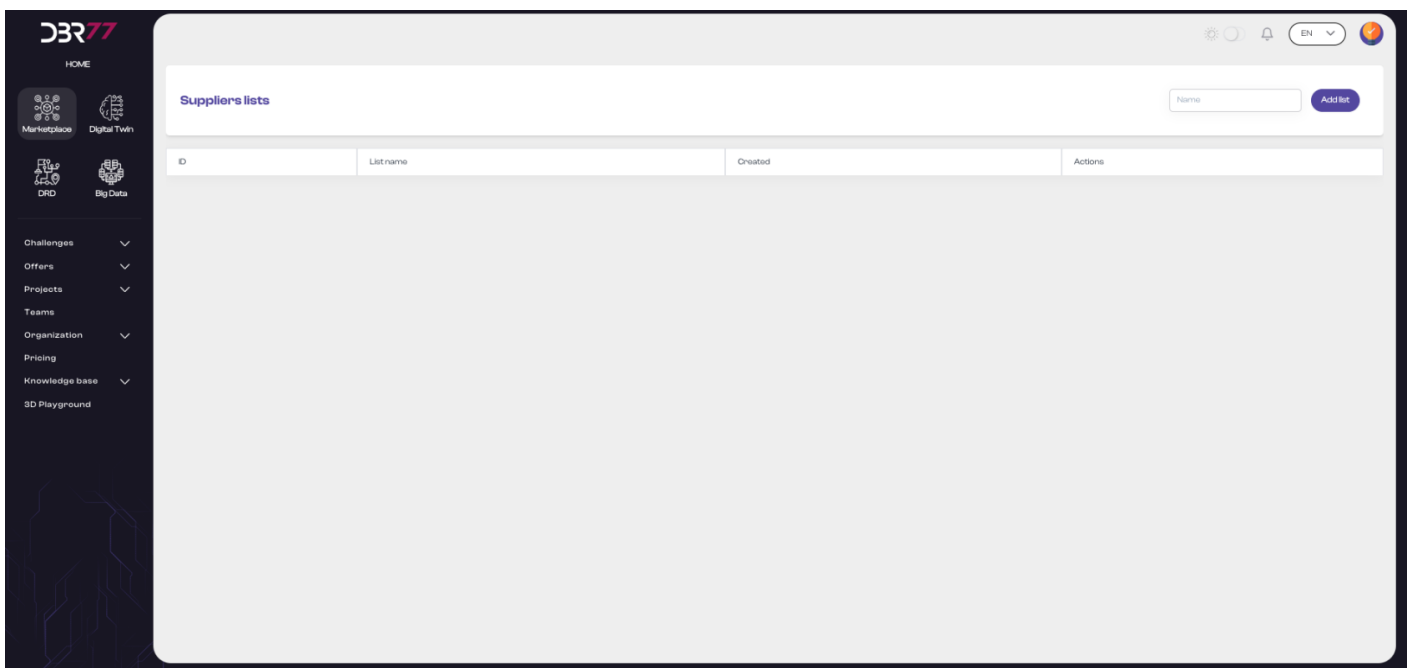 DBR77
HOME
Marketplace
Digital Twin
DRD
Big Data
Challenges
Offers
Projects
Teams
Organization
Pricing
Knowledge base
3D Playground
EN
Suppliers lists
Name
Add list
ID
List name
Created
Actions